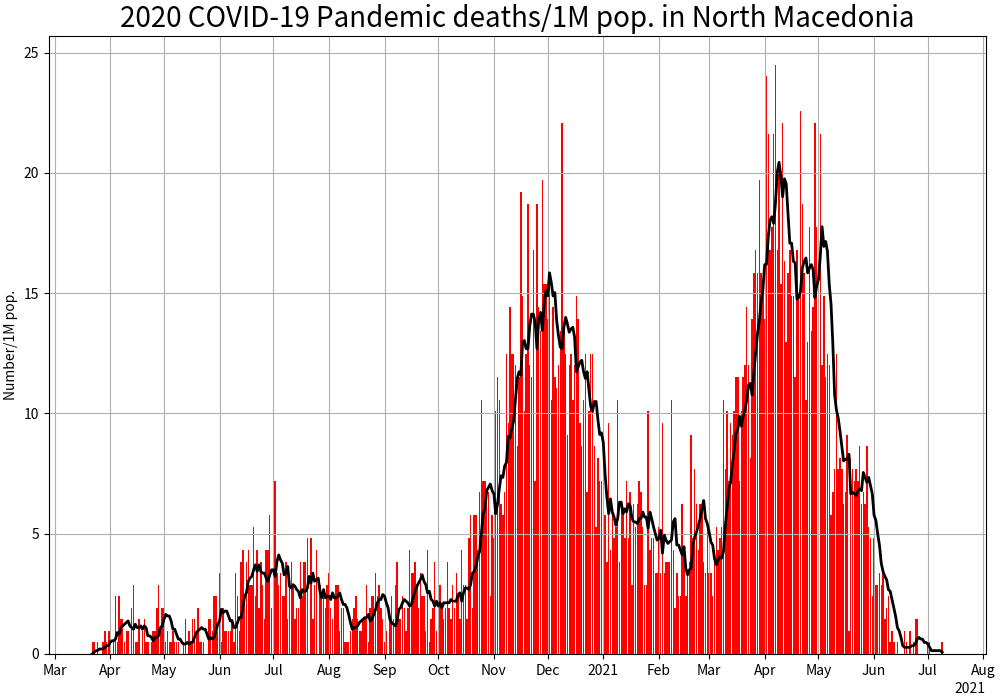 2020 COVID-19 Pandemic deaths/1M pop. in North Macedonia
Number/1M pop.
25
20
15
10
5
0
Mar Apr May Jun Jul Aug Sep Oct Nov Dec 2021 Feb Mar Apr May Jun Jul Aug
2021